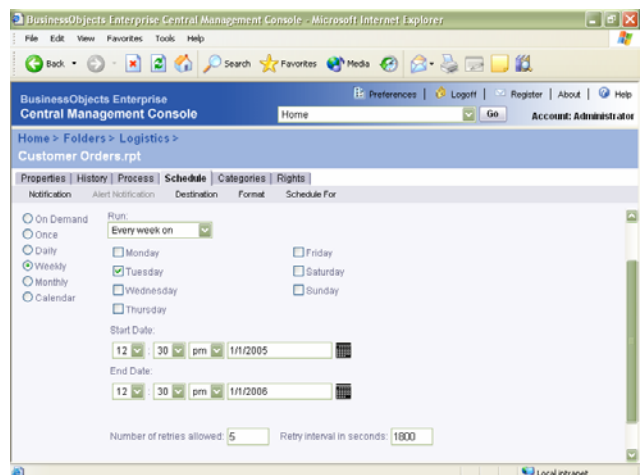 BusinessObjects Enterprise Central Management Console - Microsoft Internet Explorer
File Edit View Favorites Tools Help
Back Search Favorites Media
Preferences | Logoff | Register | About | Help
BusinessObjects Enterprise
Central Management Console
Home Go Account: Administrator
Home > Folders > Logistics >
Customer Orders.rpt
Properties | History | Process | Schedule | Categories | Rights |
Notification Alert Notification Destination Format Schedule For
On Demand
Once
Daily
Weekly
Monthly
Calendar
Run:
Every week on
Monday Friday
Tuesday Saturday
Wednesday Sunday
Thursday
Start Date:
12 : 30 pm 1/1/2005
End Date:
12 : 30 pm 1/1/2006
Number of retries allowed: 5 Retry interval in seconds: 1800
Local intranet